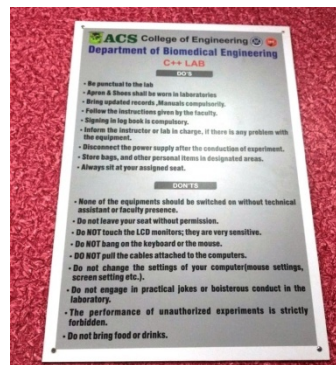 ACS College of Engineering
Department of Biomedical Engineering
C++ LAB
DO'S
• Be punctual to the lab
• Apron & Shoes shall be worn in laboratories
• Bring updated records ,Manuals compulsorily.
• Follow the instructions given by the faculty.
• Signing in log book is compulsory.
• Inform the instructor or lab in charge, if there is any problem with
the equipment.
• Disconnect the power supply after the conduction of experiment.
• Store bags, and other personal items in designated areas.
• Always sit at your assigned seat.
DON'TS
• None of the equipments should be switched on without technical
assistant or faculty presence.
• Do not leave your seat without permission.
• Do NOT touch the LCD monitors; they are very sensitive.
• Do NOT bang on the keyboard or the mouse.
• DO NOT pull the cables attached to the computers.
• Do not change the settings of your computer(mouse settings,
screen setting etc.).
• Do not engage in practical jokes or boisterous conduct in the
laboratory.
• The performance of unauthorized experiments is strictly
forbidden.
• Do not bring food or drinks.